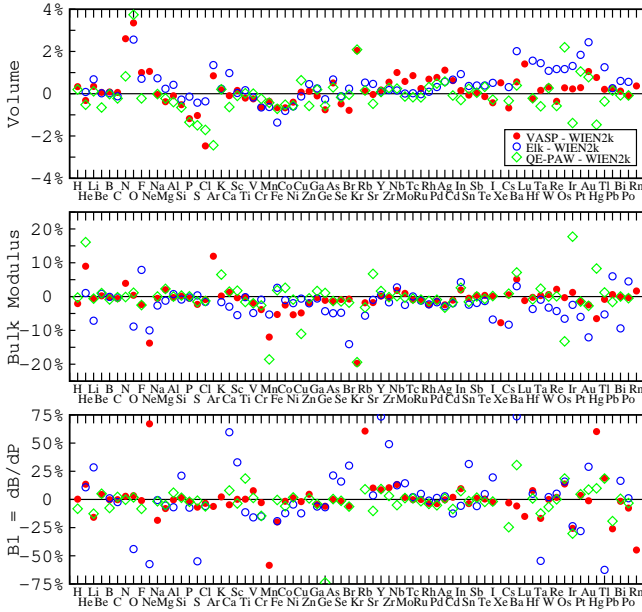 4%
2%
0
−2%
−4%
Volume
VASP - WIEN2k
Elk - WIEN2k
QE-PAW - WIEN2k
H Li B N F Na Al P Cl K Sc V Mn Co Cu Ga As Br Rb Y Nb Tc Rh Ag In Sb I Cs Lu Ta Re Ir Au Tl Bi Rn
He Be C O Ne Mg Si S Ar Ca Ti Cr Fe Ni Zn Ge Se Kr Sr Zr Mo Ru Pd Cd Sn Te Xe Ba Hf W Os Pt Hg Pb Po
20%
10%
0
−10%
−20%
Bulk Modulus
H Li B N F Na Al P Cl K Sc V Mn Co Cu Ga As Br Rb Y Nb Tc Rh Ag In Sb I Cs Lu Ta Re Ir Au Tl Bi Rn
He Be C O Ne Mg Si S Ar Ca Ti Cr Fe Ni Zn Ge Se Kr Sr Zr Mo Ru Pd Cd Sn Te Xe Ba Hf W Os Pt Hg Pb Po
75%
50%
25%
0
−25%
−50%
−75%
B1 = dB/dP
H Li B N F Na Al P Cl K Sc V Mn Co Cu Ga As Br Rb Y Nb Tc Rh Ag In Sb I Cs Lu Ta Re Ir Au Tl Bi Rn
He Be C O Ne Mg Si S Ar Ca Ti Cr Fe Ni Zn Ge Se Kr Sr Zr Mo Ru Pd Cd Sn Te Xe Ba Hf W Os Pt Hg Pb Po